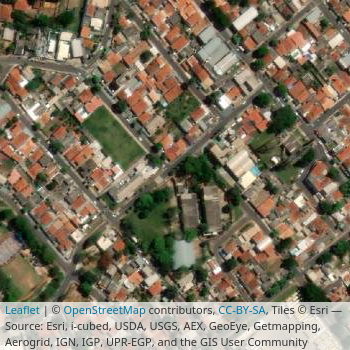 Leaflet | © OpenStreetMap contributors, CC-BY-SA, Tiles © Esri —
Source: Esri, i-cubed, USDA, USGS, AEX, GeoEye, Getmapping,
Aerogrid, IGN, IGP, UPR-EGP, and the GIS User Community